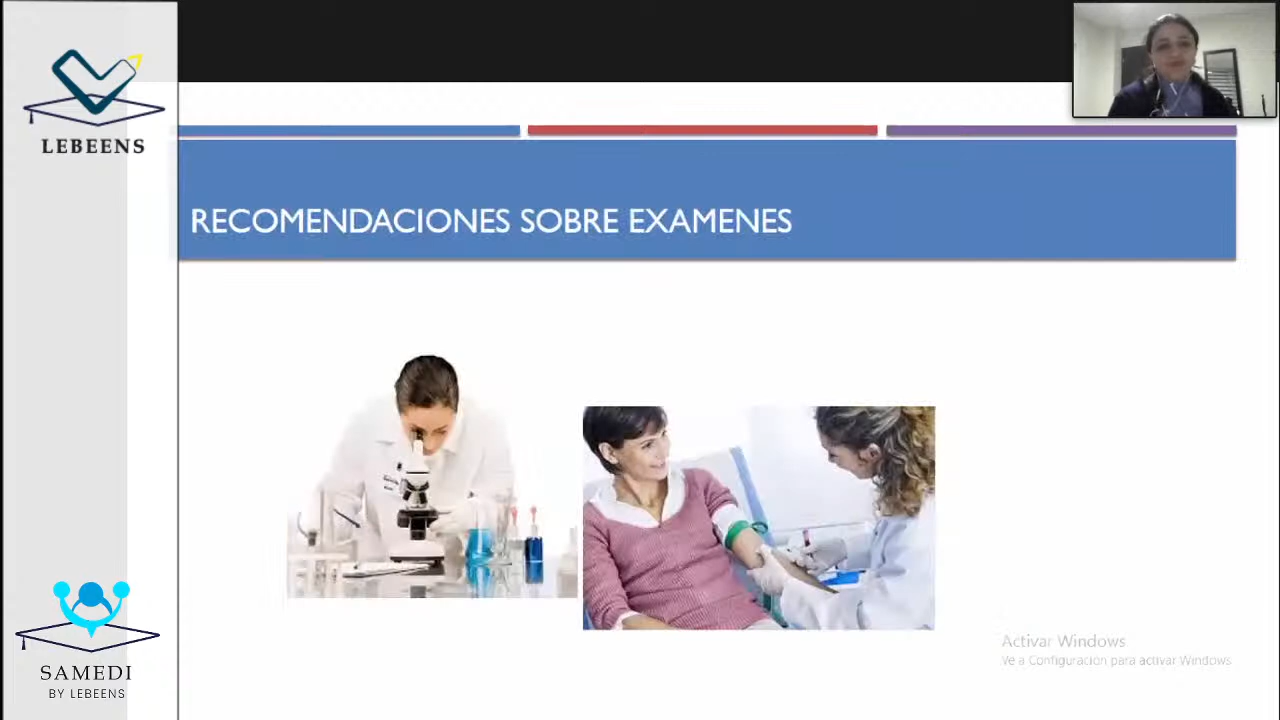 LEBEENS
RECOMENDACIONES SOBRE EXAMENES
Activar Windows
Ve a Configuración para activar Windows.
SAMEDI
BY LEBEENS